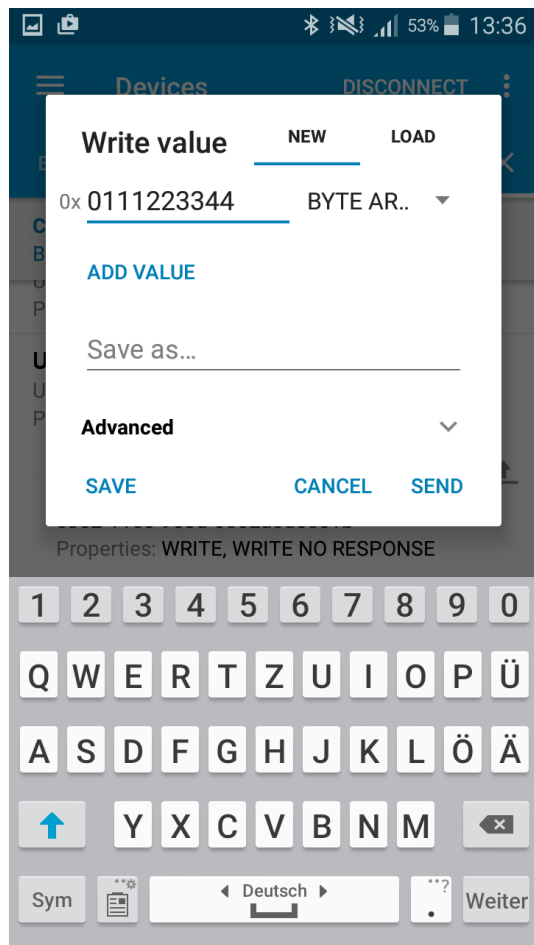 53% 13:36
Devices DISCONNECT
Write value NEW LOAD
0x 0111223344 BYTE AR..
ADD VALUE
Save as...
Advanced
SAVE CANCEL SEND
Properties: WRITE, WRITE NO RESPONSE
1 2 3 4 5 6 7 8 9 0
Q W E R T Z U I O P Ü
A S D F G H J K L Ö Ä
Y X C V B N M
Sym Deutsch . ? Weiter